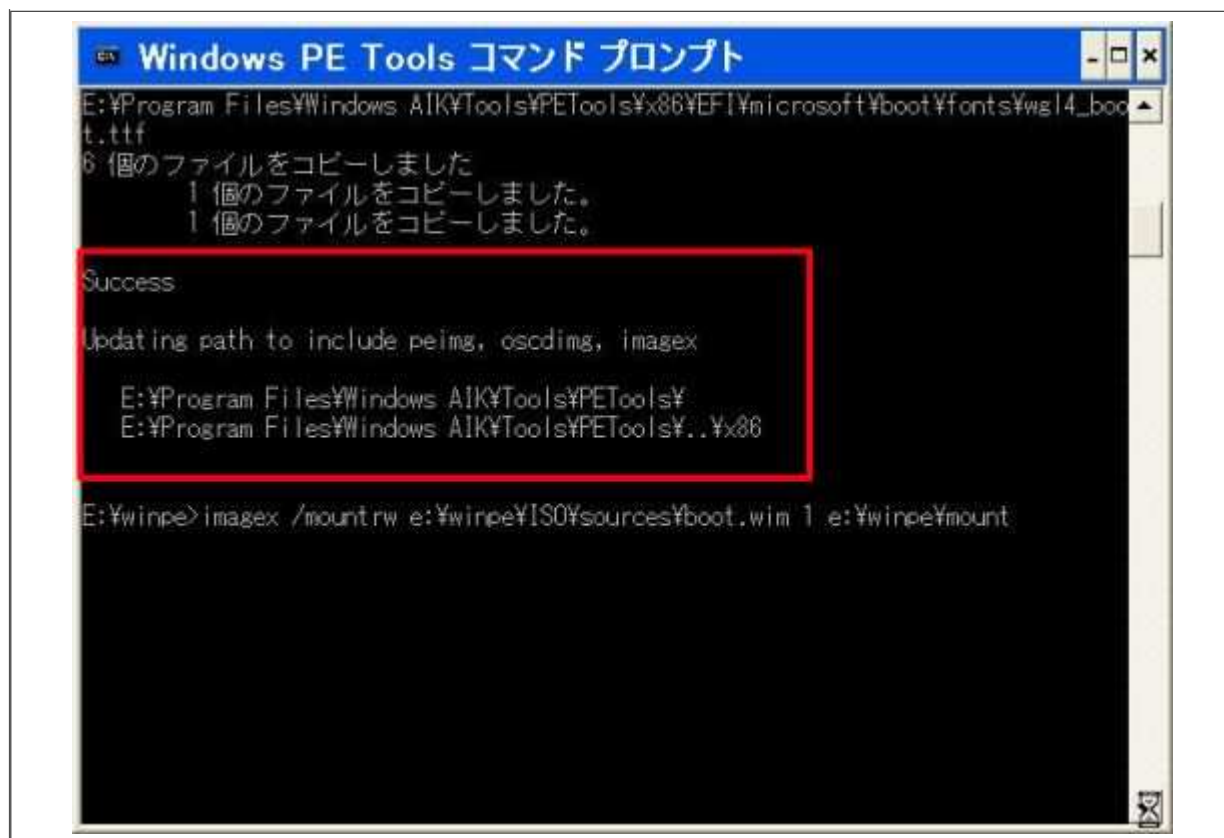 Windows PE Tools コマンド プロンプト
E:¥Program Files¥Windows AIK¥Tools¥PETools¥x86¥EFI¥microsoft¥boot¥fonts¥wgl4_boo
t.ttf
6 個のファイルをコピーしました
1 個のファイルをコピーしました。
1 個のファイルをコピーしました。
Success
Updating path to include peimg, oscdimg, imagex
E:¥Program Files¥Windows AIK¥Tools¥PETools¥
E:¥Program Files¥Windows AIK¥Tools¥PETools¥..¥x86
E:¥winpe>imagex /mountrw e:¥winpe¥ISO¥sources¥boot.wim 1 e:¥winpe¥mount